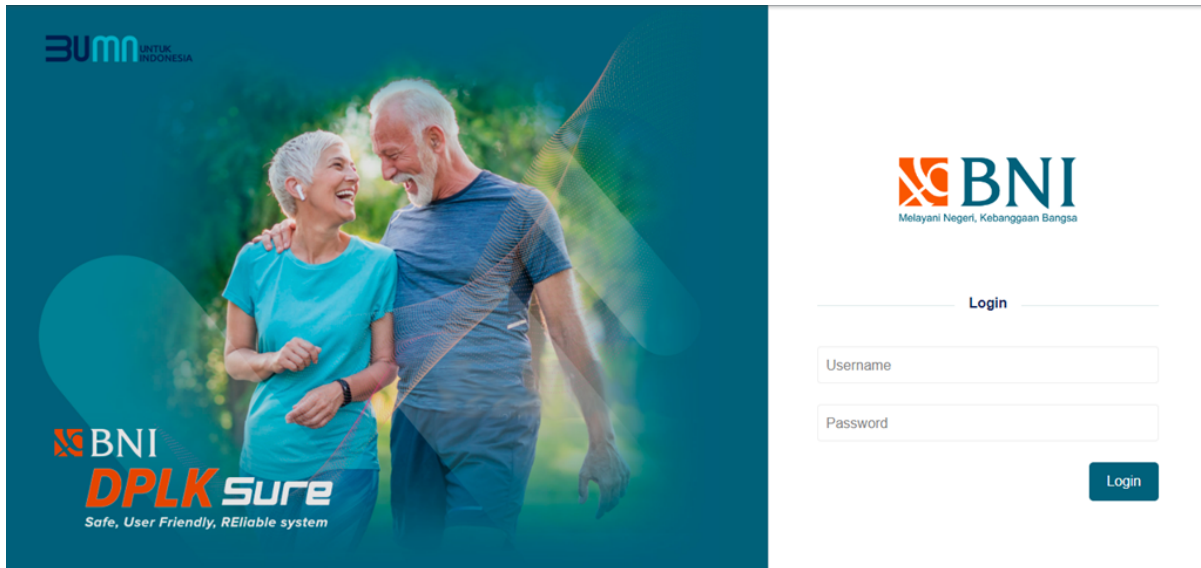 BUMN UNTUK
INDONESIA
BNI
DPLK Sure
Safe, User Friendly, REliable system
BNI
Melayani Negeri, Kebanggaan Bangsa
Login
Username
Password
Login